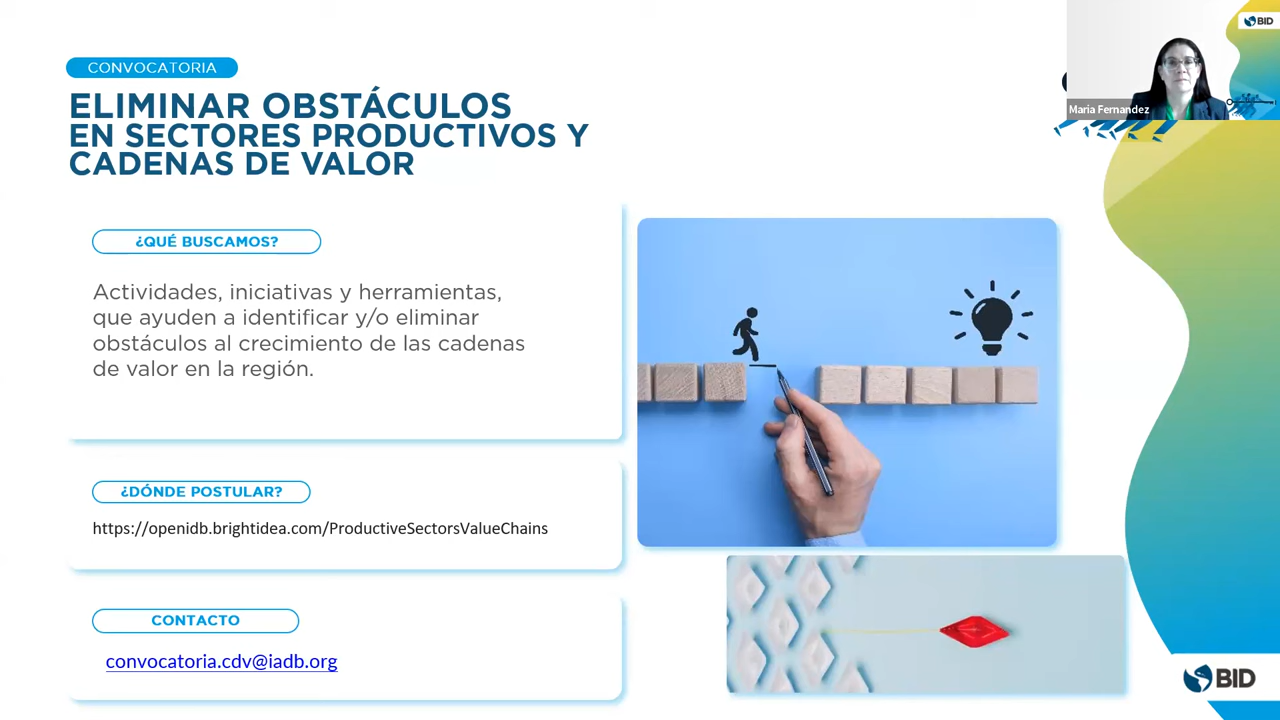 CONVOCATORIA
ELIMINAR OBSTÁCULOS
EN SECTORES PRODUCTIVOS Y
CADENAS DE VALOR
¿QUÉ BUSCAMOS?
Actividades, iniciativas y herramientas,
que ayuden a identificar y/o eliminar
obstáculos al crecimiento de las cadenas
de valor en la región.
¿DÓNDE POSTULAR?
https://openidb.brightidea.com/ProductiveSectorsValueChains
CONTACTO
convocatoria.cdv@iadb.org
BID
Maria Fernandez
BID